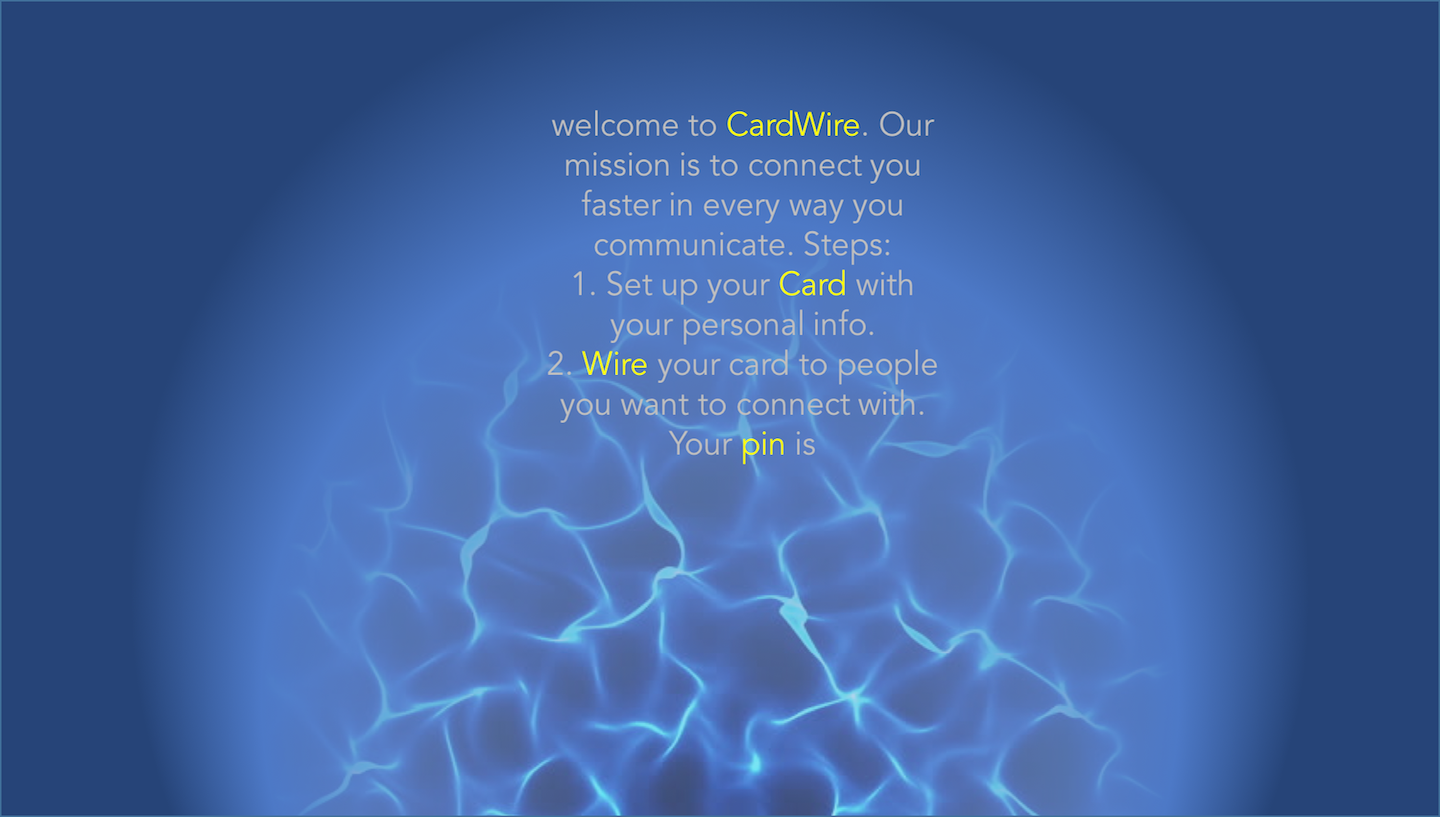 welcome to CardWire. Our
mission is to connect you
faster in every way you
communicate. Steps:
1. Set up your Card with
your personal info.
2. Wire your card to people
you want to connect with.
Your pin is